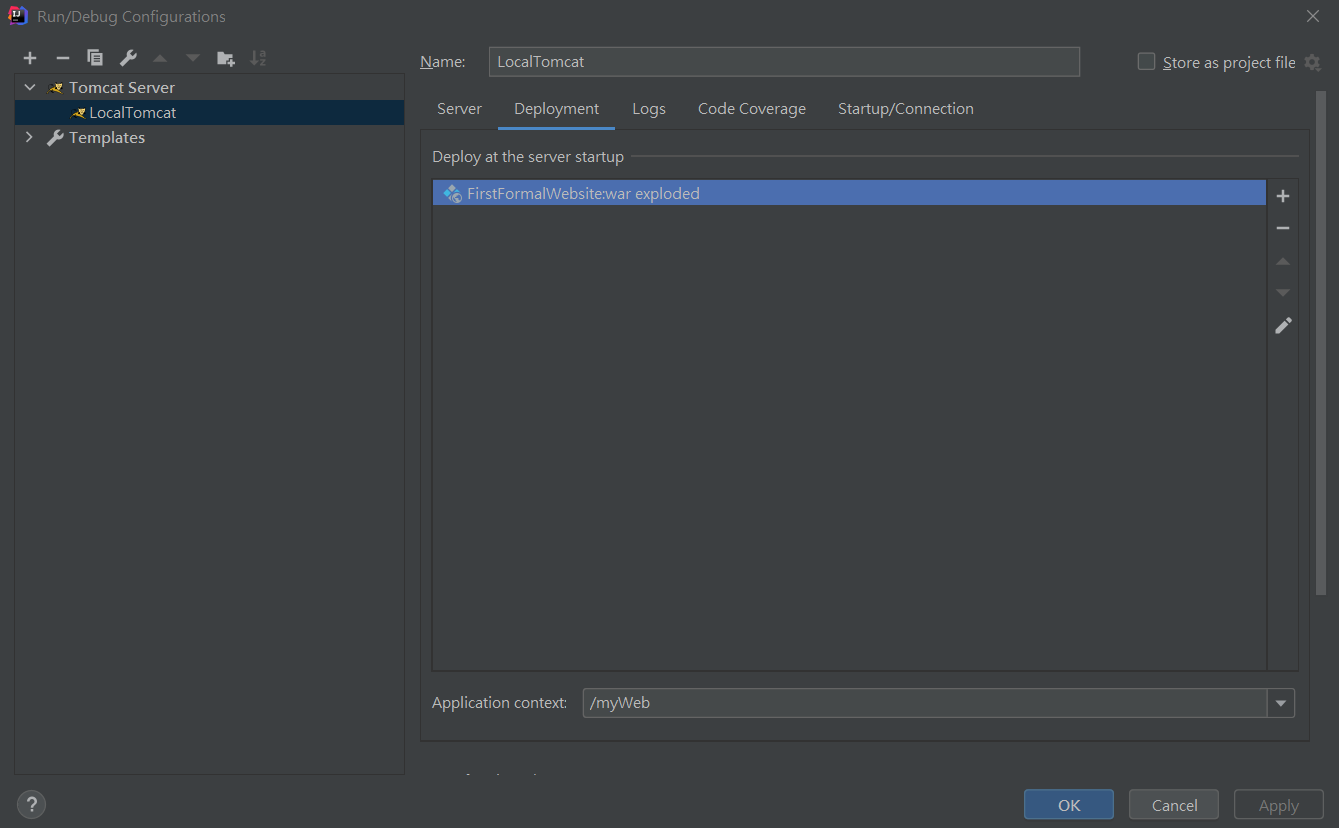 Run/Debug Configurations
Name: LocalTomcat Store as project file
Tomcat Server
LocalTomcat
Templates
Server Deployment Logs Code Coverage Startup/Connection
Deploy at the server startup
FirstFormalWebsite:war exploded
Application context: /myWeb
? OK Cancel Apply